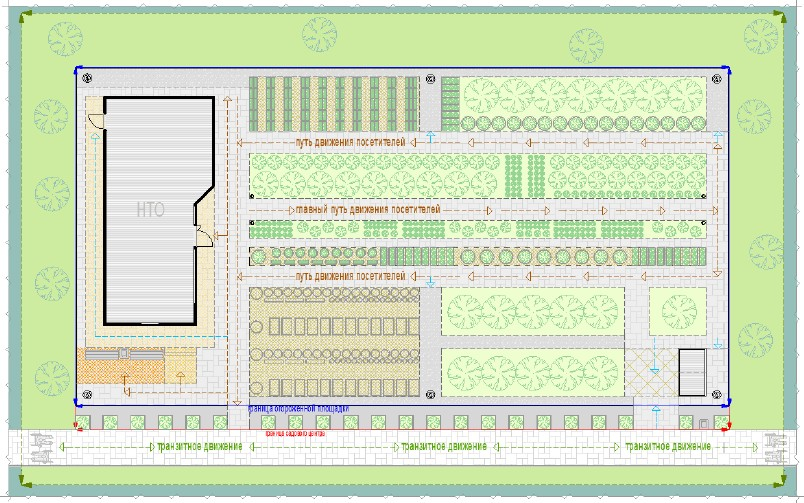 путь движения посетителей
НТО
главный путь движения посетителей
путь движения посетителей
граница огороженной площадки
граница садового центра
транзитное движение
транзитное движение
транзитное движение